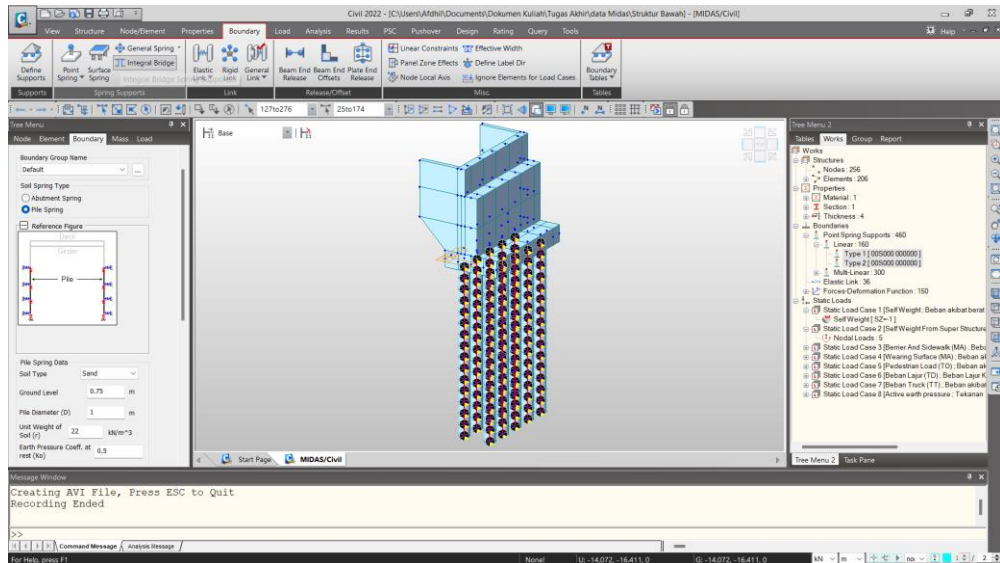 Civil 2022 - [C:\Users\Afdhil\Documents\Dokumen Kuliah\Tugas Akhir\data Midas\Struktur Bawah] - [MIDAS/Civil]
View Structure Node/Element Properties Boundary Load Analysis Results PSC Pushover Design Rating Query Tools Help
Define Supports
Point Spring
Surface Spring
General Spring
Integral Bridge
Elastic Link
Rigid Link
General Link
Beam End Release
Beam End Offsets
Plate End Release
Linear Constraints
Effective Width
Panel Zone Effects
Define Label Dir
Node Local Axis
Ignore Elements for Load Cases
Boundary Tables
Supports Spring Supports Link Release/Offset Misc. Tables
127to276 25to174
Tree Menu
Node Element Boundary Mass Load
Boundary Group Name
Default
Soil Spring Type
Abutment Spring
Pile Spring
Reference Figure
Deck
Girder
Pile
Pile Spring Data
Soil Type Sand
Ground Level 0.75 m
Pile Diameter (D) 1 m
Unit Weight of Soil (r) 22 kN/m^3
Earth Pressure Coeff. at rest (Ko) 0.5
Base
Start Page MIDAS/Civil
Tree Menu 2
Tables Works Group Report
Works
Structures
Nodes : 256
Elements : 206
Properties
Material : 1
Section : 1
Thickness : 4
Boundaries
Point Spring Supports : 460
Linear : 160
Type 1 [ 00S000 000000 ]
Type 2 [ 00S000 000000 ]
Multi-Linear : 300
Elastic Link : 36
Forces-Deformation Function : 150
Static Loads
Static Load Case 1 [Self Weight ; Beban akibat berat
Self Weight [ SZ=-1 ]
Static Load Case 2 [Self Weight From Super Structure
Nodal Loads : 5
Static Load Case 3 [Berrier And Sidewalk (MA) ; Beba
Static Load Case 4 [Wearing Surface (MA) ; Beban al
Static Load Case 5 [Pedestrian Load (TO) ; Beban ak
Static Load Case 6 [Beban Lajur (TD) ; Beban Lajur K
Static Load Case 7 [Beban Truck (TT) ; Beban akibat
Static Load Case 8 [Active earth pressure ; Tekanan
Tree Menu 2 Task Pane
Message Window
Creating AVI File, Press ESC to Quit
Recording Ended
>>
Command Message Analysis Message
For Help, press F1 None! U: -14.072, -16.411, 0 G: -14.072, -16.411, 0 kN m